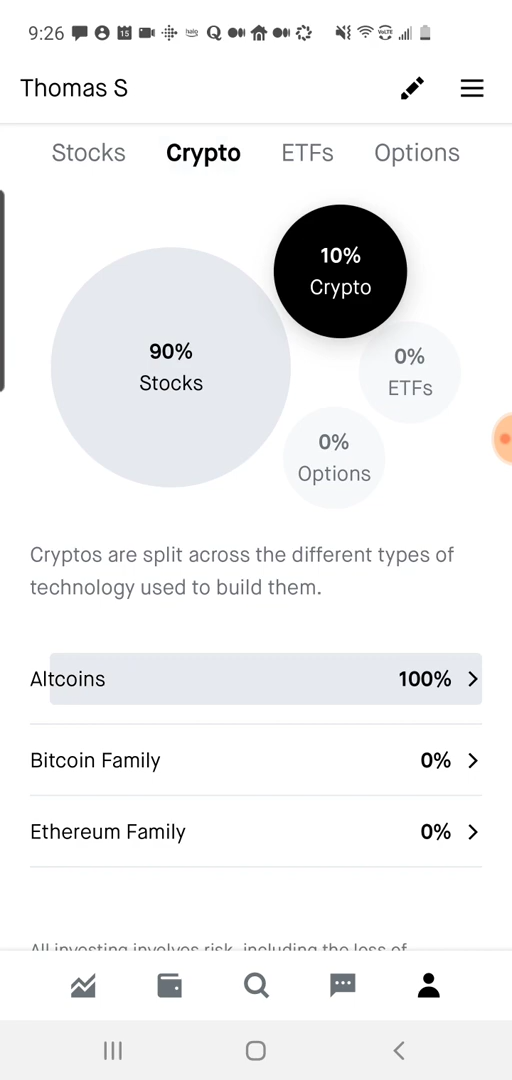 9:26
Thomas S
Stocks Crypto ETFs Options
10%
Crypto
90%
Stocks
0%
ETFs
0%
Options
Cryptos are split across the different types of
technology used to build them.
Altcoins 100%
Bitcoin Family 0%
Ethereum Family 0%
All investing involves risk, including the loss of